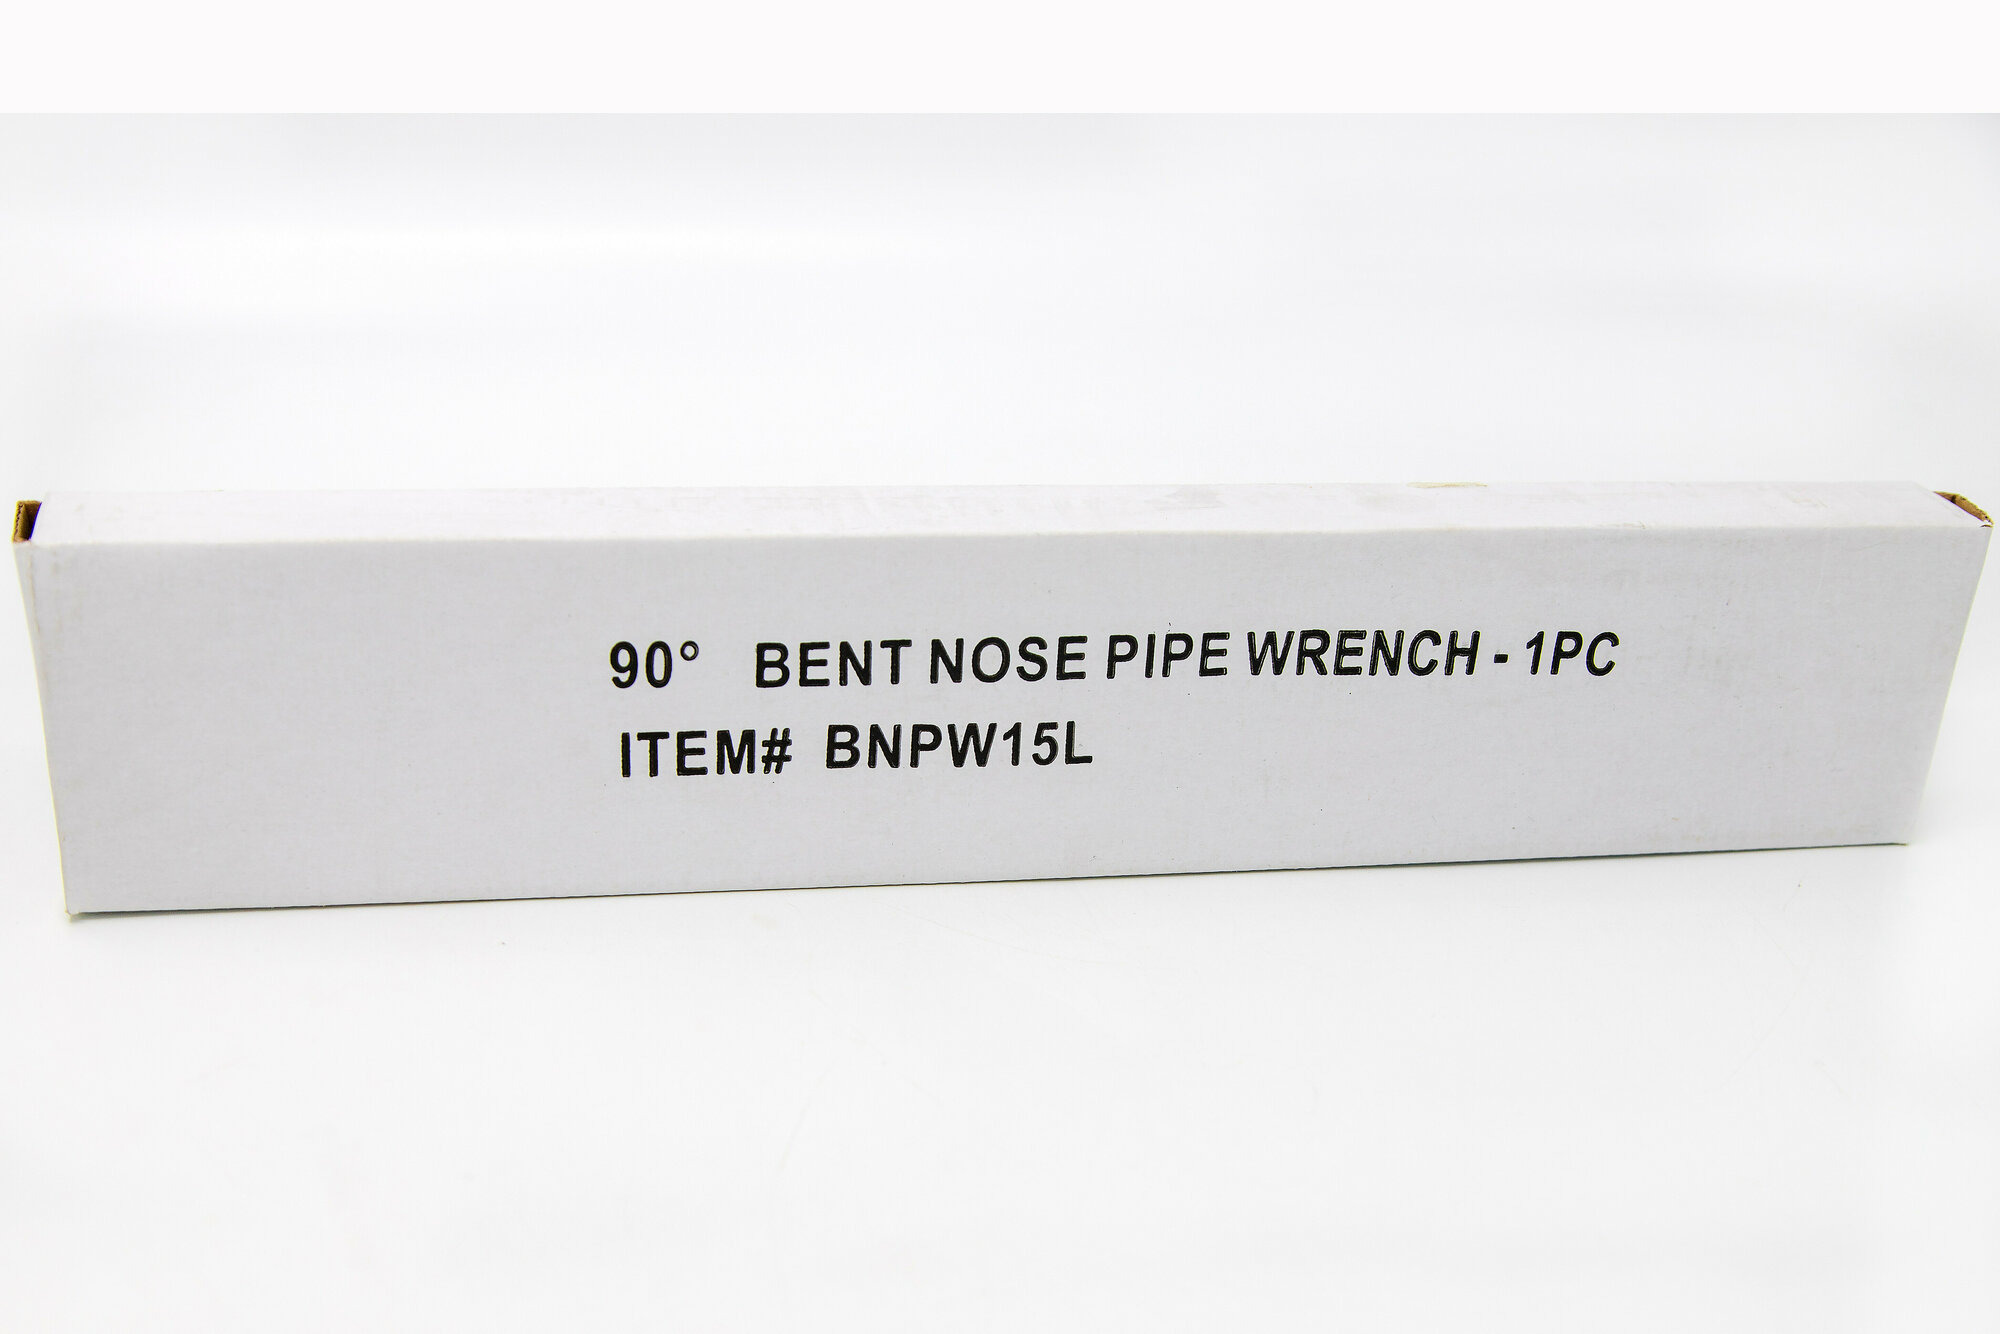 90° BENT NOSE PIPE WRENCH - 1PC
ITEM# BNPW15L